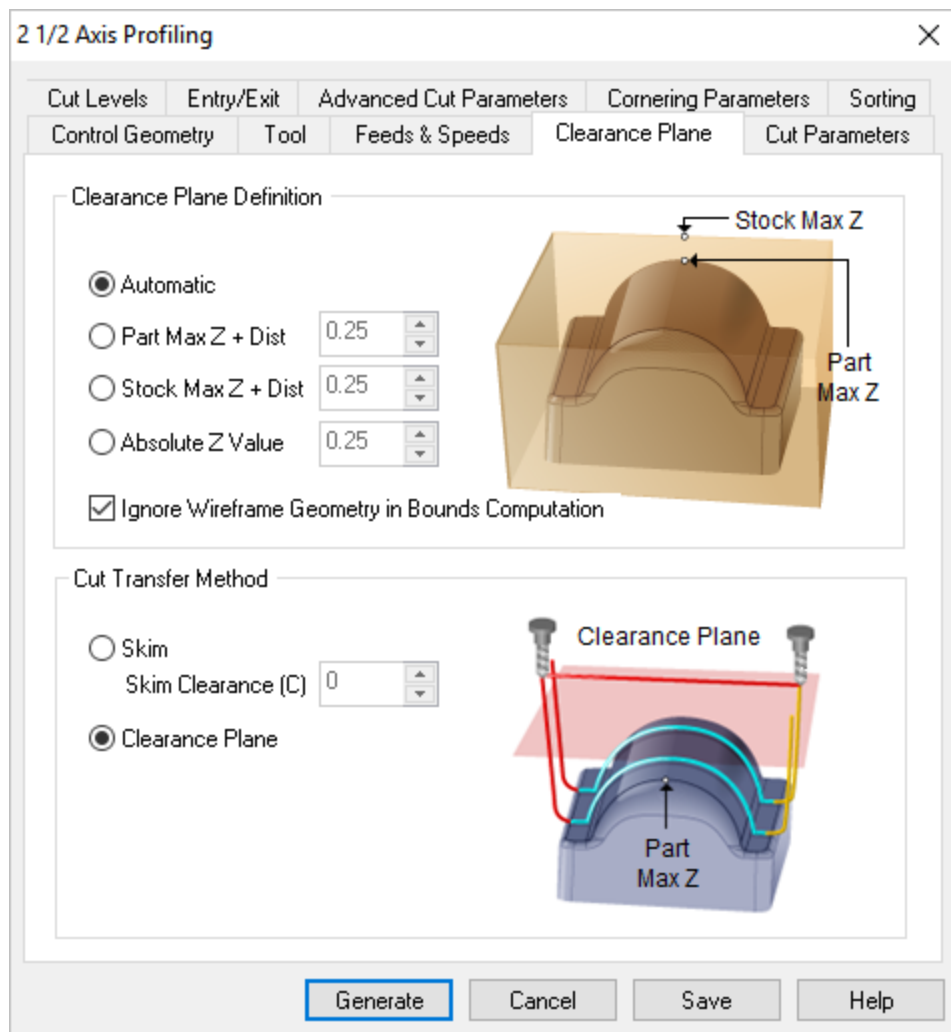 2 1/2 Axis Profiling
Cut Levels Entry/Exit Advanced Cut Parameters Cornering Parameters Sorting
Control Geometry Tool Feeds & Speeds Clearance Plane Cut Parameters
Clearance Plane Definition
Stock Max Z
Automatic
Part Max Z + Dist 0.25
Part
Max Z
Stock Max Z + Dist 0.25
Absolute Z Value 0.25
Ignore Wireframe Geometry in Bounds Computation
Cut Transfer Method
Skim
Skim Clearance (C) 0
Clearance Plane
Clearance Plane
Part
Max Z
Generate Cancel Save Help